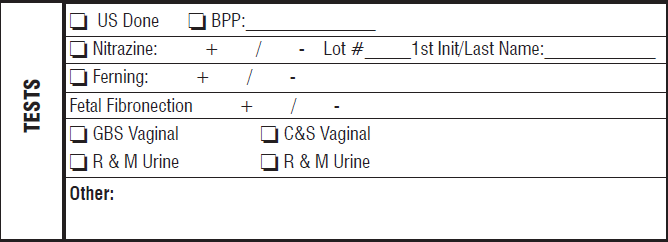 TESTS
❏ US Done ❏ BPP:_______________
❏ Nitrazine: + / - Lot #_____1st Init/Last Name:____________
❏ Ferning: + / -
Fetal Fibronection + / -
❏ GBS Vaginal ❏ C&S Vaginal
❏ R & M Urine ❏ R & M Urine
Other: